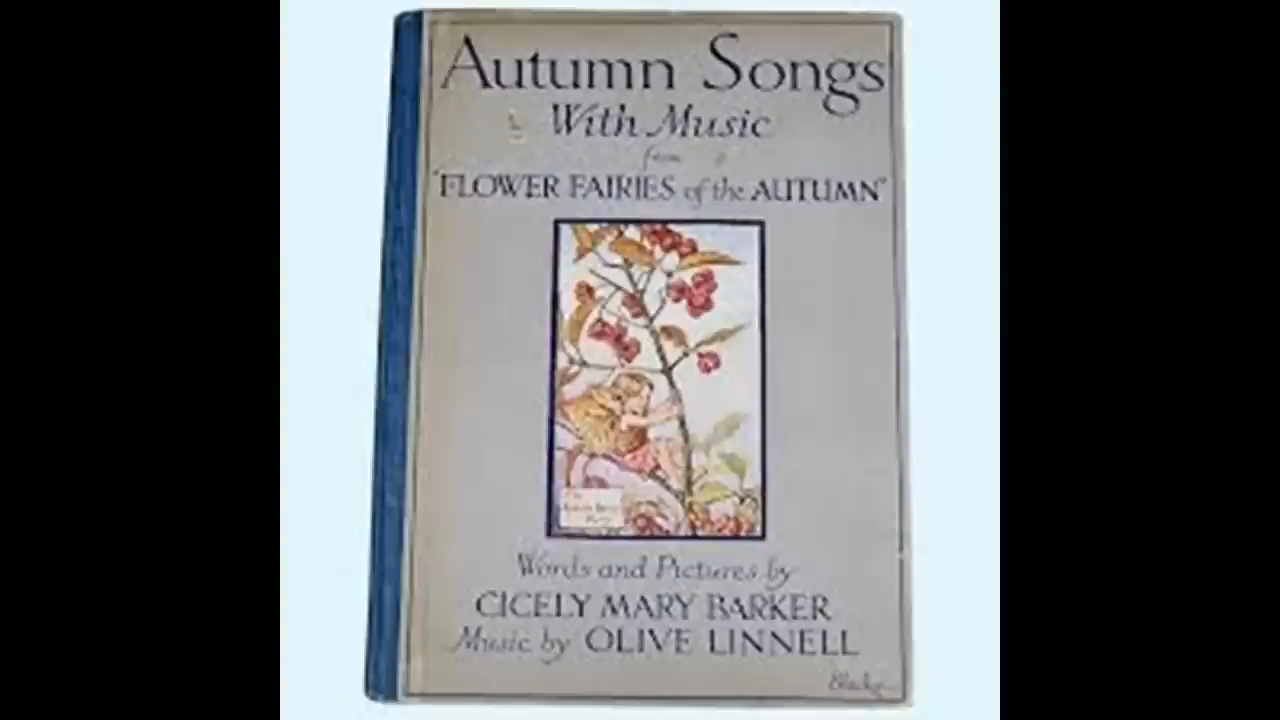 Autumn Songs
With Music
from
"FLOWER FAIRIES of the AUTUMN"
Words and Pictures by
CICELY MARY BARKER
Music by OLIVE LINNELL
Blackie